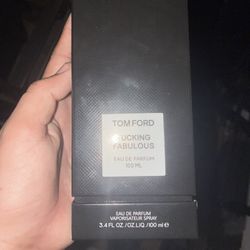 TOM FORD
FUCKING
FABULOUS
EAU DE PARFUM
100 ML
EAU DE PARFUM
VAPORISATEUR SPRAY
3.4 FL.OZ./OZ.LIQ./100 ml ℮